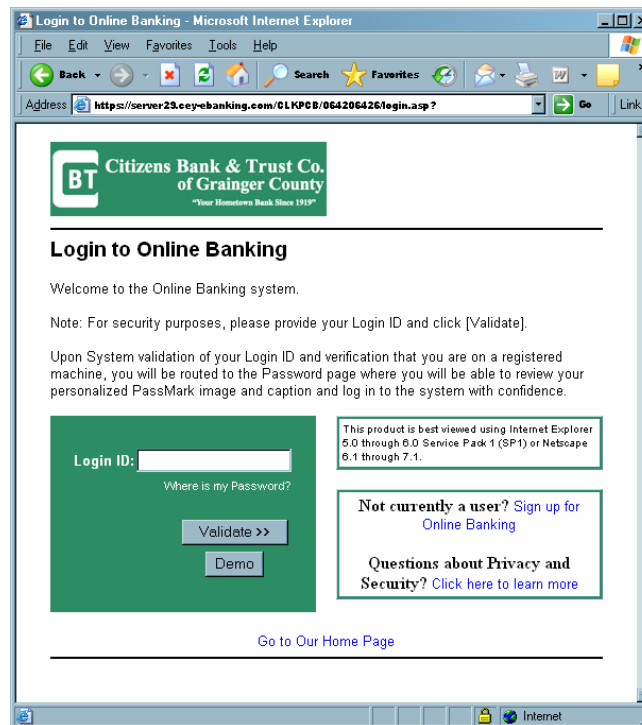 Login to Online Banking - Microsoft Internet Explorer
File Edit View Favorites Tools Help
Back Search Favorites
Address https://server29.cey-ebanking.com/CLKPCB/064206426/login.asp? Go Link
BT
Citizens Bank & Trust Co.
of Grainger County
"Your Hometown Bank Since 1919"
Login to Online Banking
Welcome to the Online Banking system.
Note: For security purposes, please provide your Login ID and click [Validate].
Upon System validation of your Login ID and verification that you are on a registered
machine, you will be routed to the Password page where you will be able to review your
personalized PassMark image and caption and log in to the system with confidence.
Login ID:
Where is my Password?
Validate >>
Demo
This product is best viewed using Internet Explorer
5.0 through 6.0 Service Pack 1 (SP1) or Netscape
6.1 through 7.1.
Not currently a user? Sign up for
Online Banking
Questions about Privacy and
Security? Click here to learn more
Go to Our Home Page
Internet